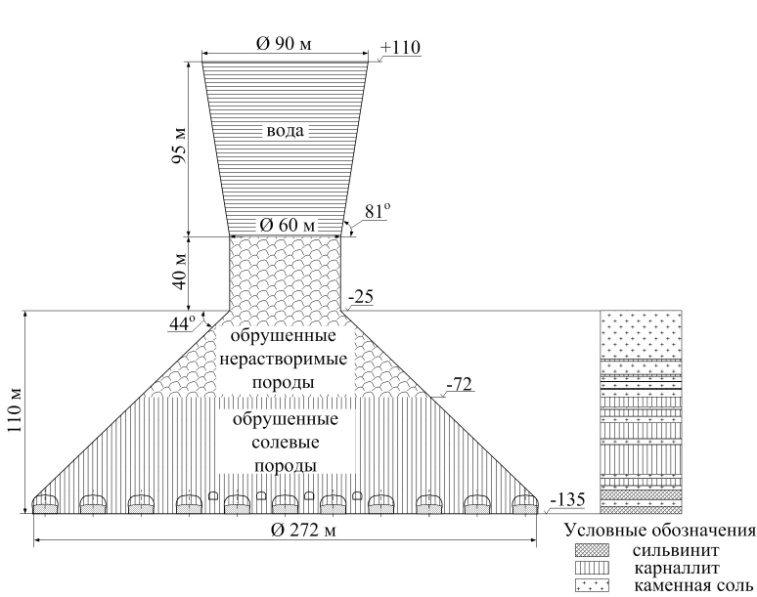 Ø 90 м
+110
вода
95 м
81°
Ø 60 м
40 м
-25
44°
обрушенные
нерастворимые
породы
-72
110 м
обрушенные
солевые
породы
-135
Ø 272 м
Условные обозначения
сильвинит
карналлит
каменная соль